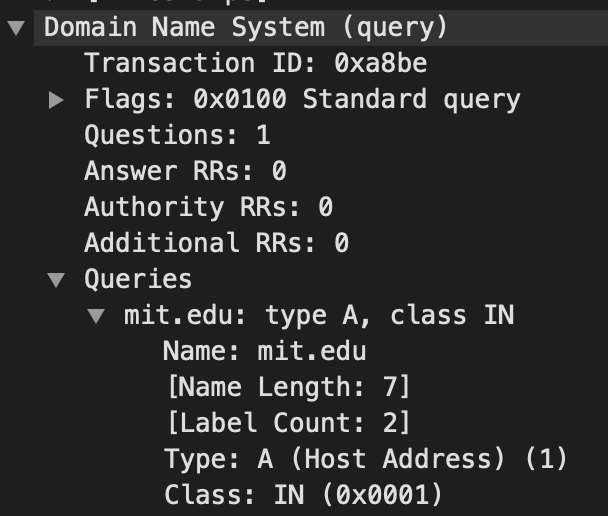 Domain Name System (query)
Transaction ID: 0xa8be
Flags: 0x0100 Standard query
Questions: 1
Answer RRs: 0
Authority RRs: 0
Additional RRs: 0
Queries
mit.edu: type A, class IN
Name: mit.edu
[Name Length: 7]
[Label Count: 2]
Type: A (Host Address) (1)
Class: IN (0x0001)